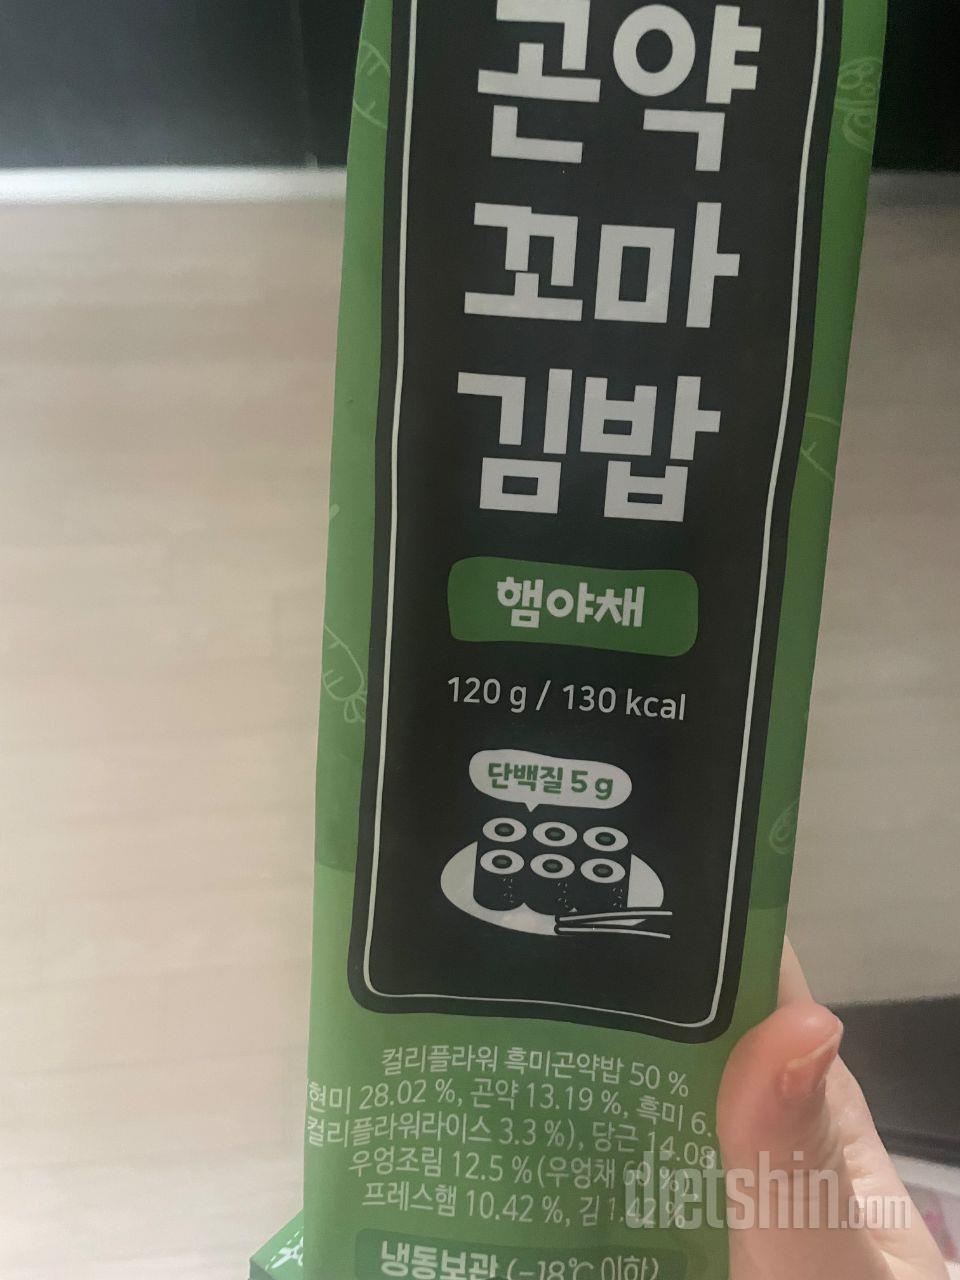 곤약
꼬마
김밥
햄야채
120 g / 130 kcal
단백질 5 g
컬리플라워 흑미곤약밥 50 %
현미 28.02 %, 곤약 13.19 %, 흑미 6.
컬리플라워라이스 3.3 %), 당근 14.08
우엉조림 12.5 % (우엉채 60 %),
프레스햄 10.42 %, 김 1.42 %
냉동보관 (-18℃ 이하)
dietshin.com